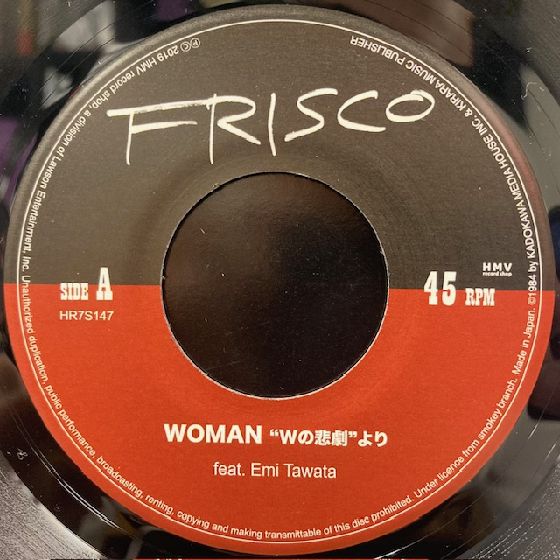 FRISCO
SIDE A
HR7S147
45 RPM
HMV
record shop
WOMAN “Wの悲劇”より
feat. Emi Tawata
℗© 2019 HMV record shop, a division of Lawson Entertainment, Inc. Unauthorized duplication, public performance, broadcasting, renting, copying and making transmittable of this disc prohibited. Under licence from smokey branch. Made in Japan. ©1984 by KADOKAWA MEDIA HOUSE INC. & KIHARA MUSIC PUBLISHER